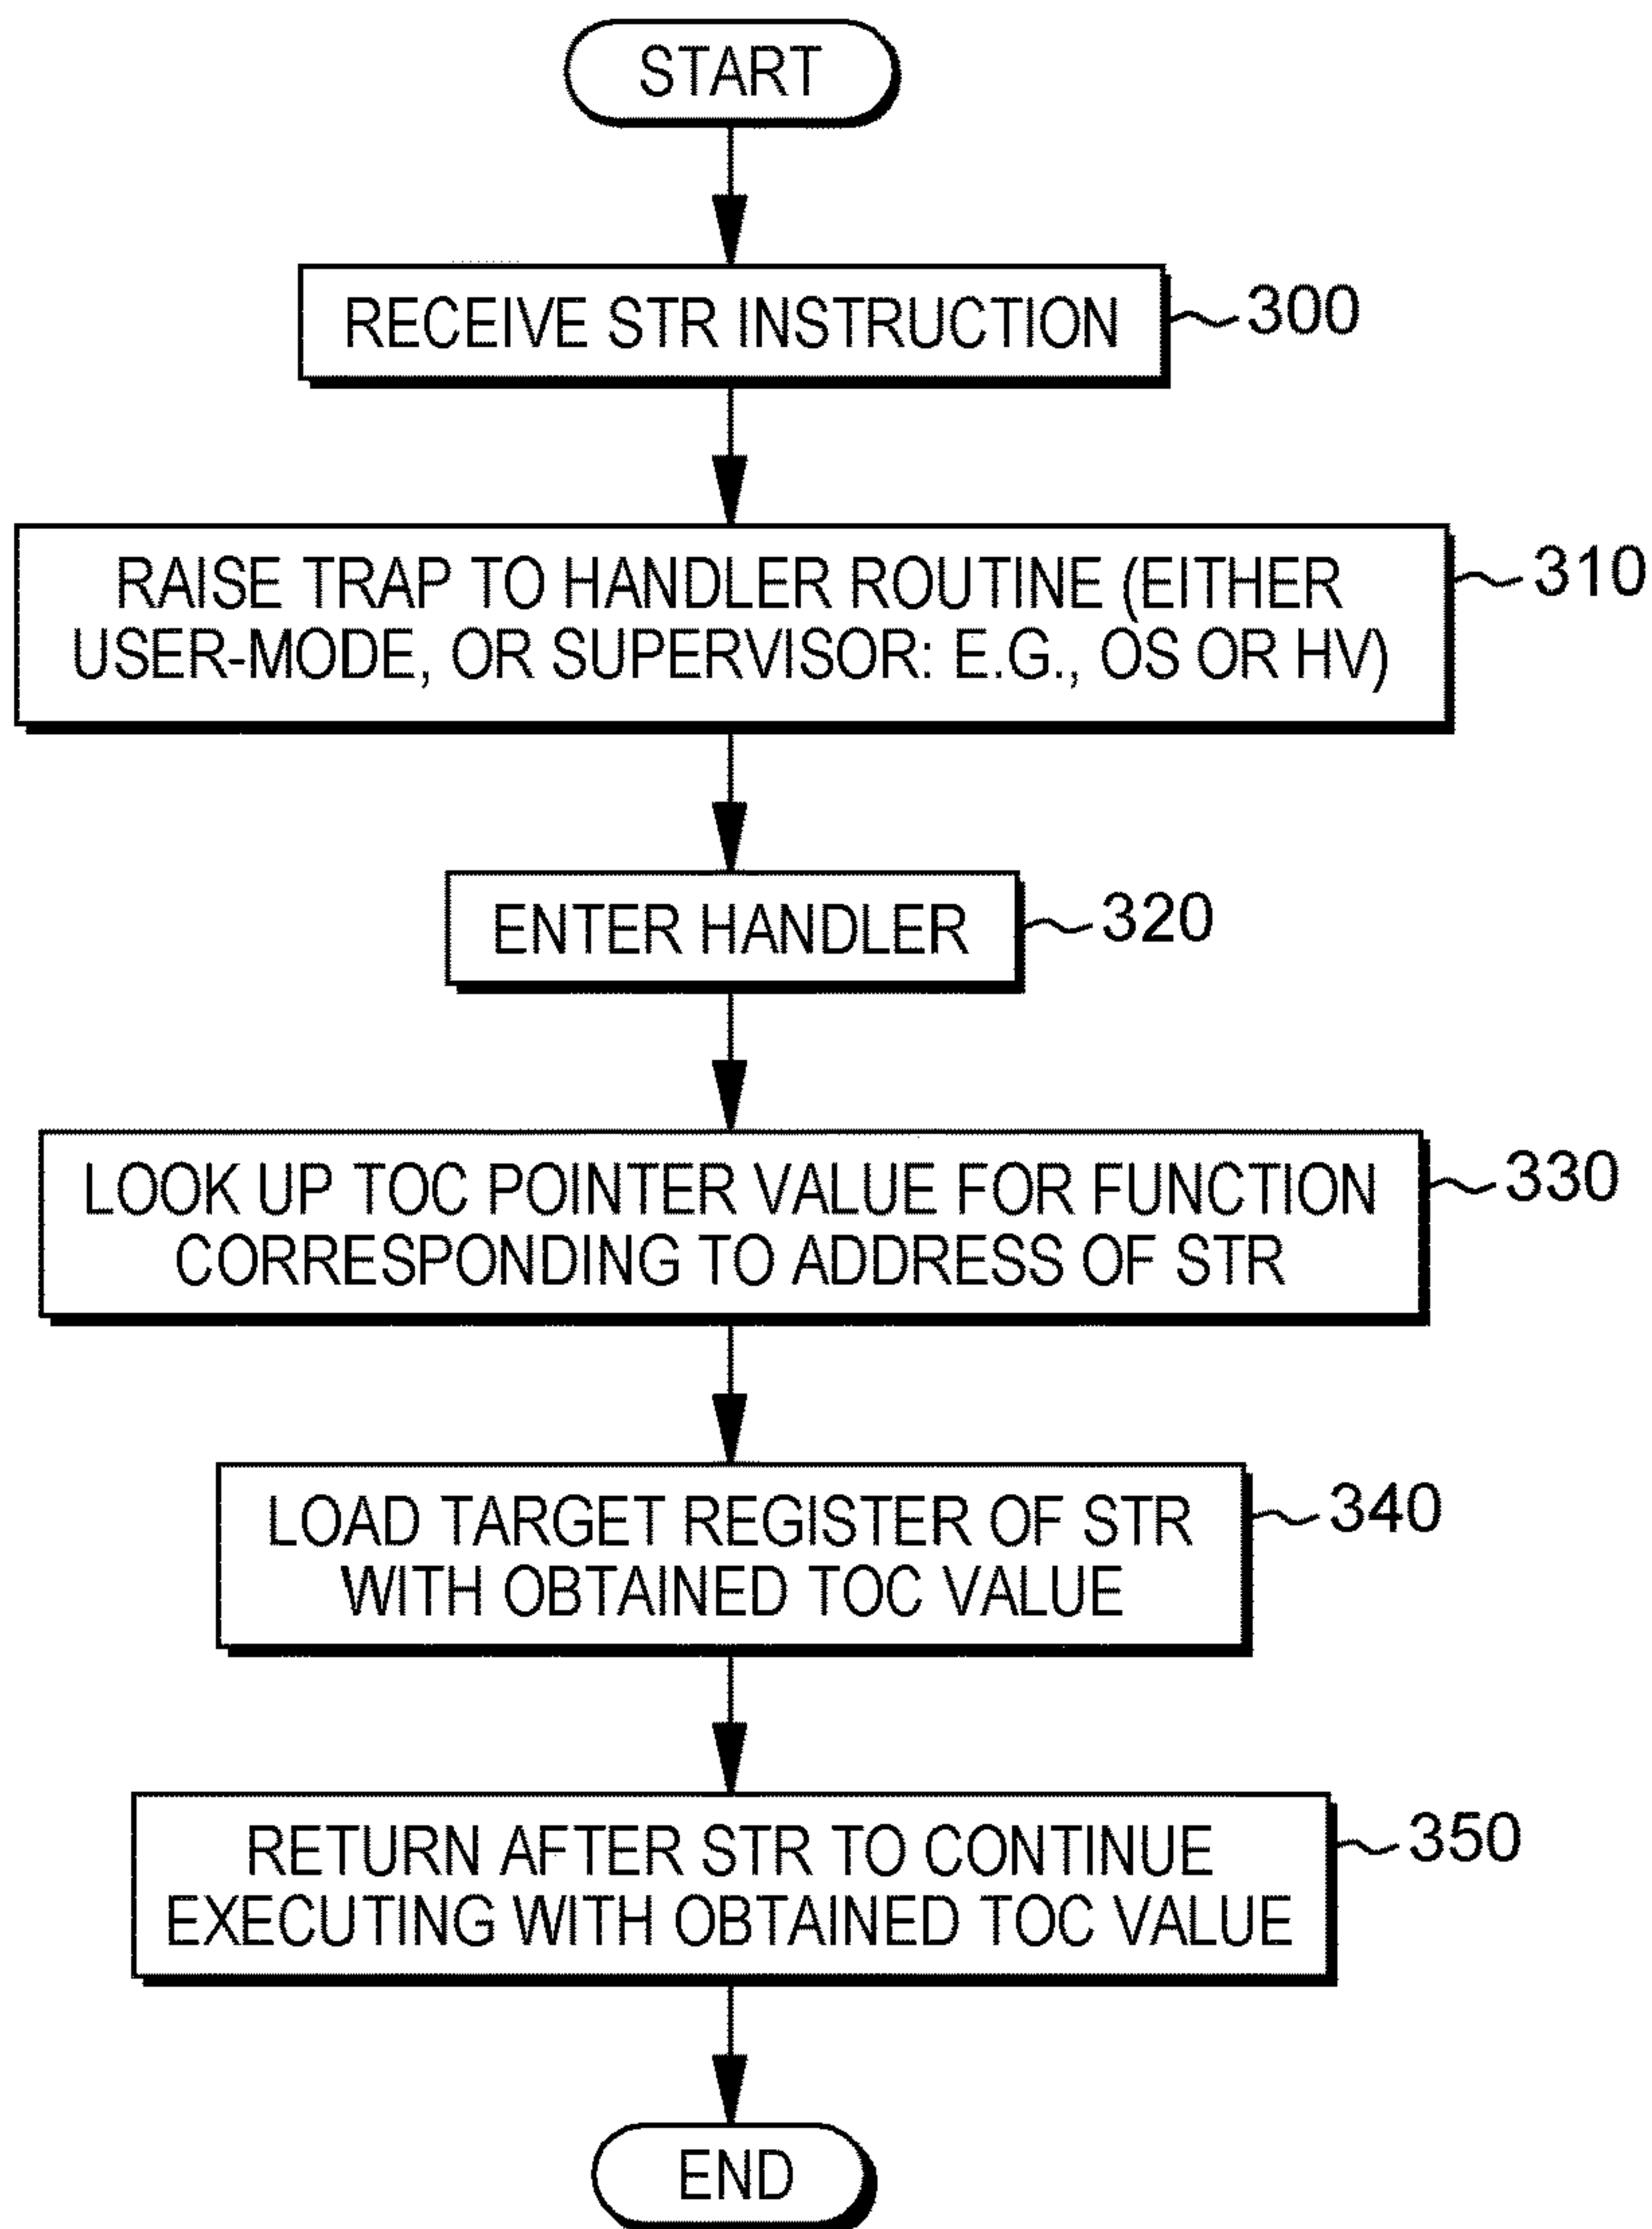 START
RECEIVE STR INSTRUCTION
300
RAISE TRAP TO HANDLER ROUTINE (EITHER
USER-MODE, OR SUPERVISOR: E.G., OS OR HV)
310
ENTER HANDLER
320
LOOK UP TOC POINTER VALUE FOR FUNCTION
CORRESPONDING TO ADDRESS OF STR
330
LOAD TARGET REGISTER OF STR
WITH OBTAINED TOC VALUE
340
RETURN AFTER STR TO CONTINUE
EXECUTING WITH OBTAINED TOC VALUE
350
END